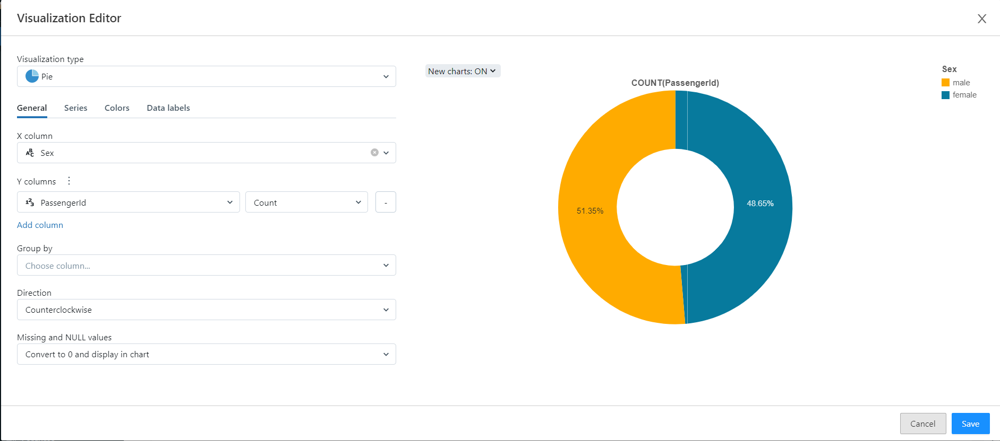 Visualization Editor
Visualization type
Pie
General Series Colors Data labels
X column
Sex
Y columns
PassengerId Count -
Add column
Group by
Choose column...
Direction
Counterclockwise
Missing and NULL values
Convert to 0 and display in chart
New charts: ON
COUNT(PassengerId)
51.35%
48.65%
Sex
male
female
Cancel Save